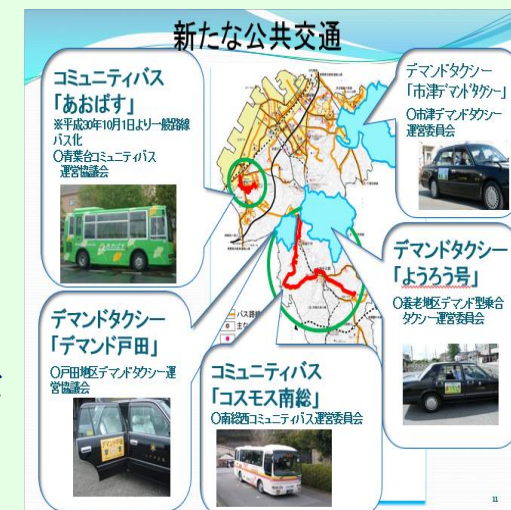 新たな公共交通
コミュニティバス
「あおばす」
※平成30年10月1日より一般路線
バス化
○青葉台コミュニティバス
運営協議会
デマンドタクシー
「市津デマンドタクシー」
○市津デマンドタクシー
運営委員会
デマンドタクシー
「ようろう号」
○養老地区デマンド型乗合
タクシー運営委員会
デマンドタクシー
「デマンド戸田」
○戸田地区デマンドタクシー運
営協議会
コミュニティバス
「コスモス南総」
○南総西コミュニティバス運営委員会
バス路線
11